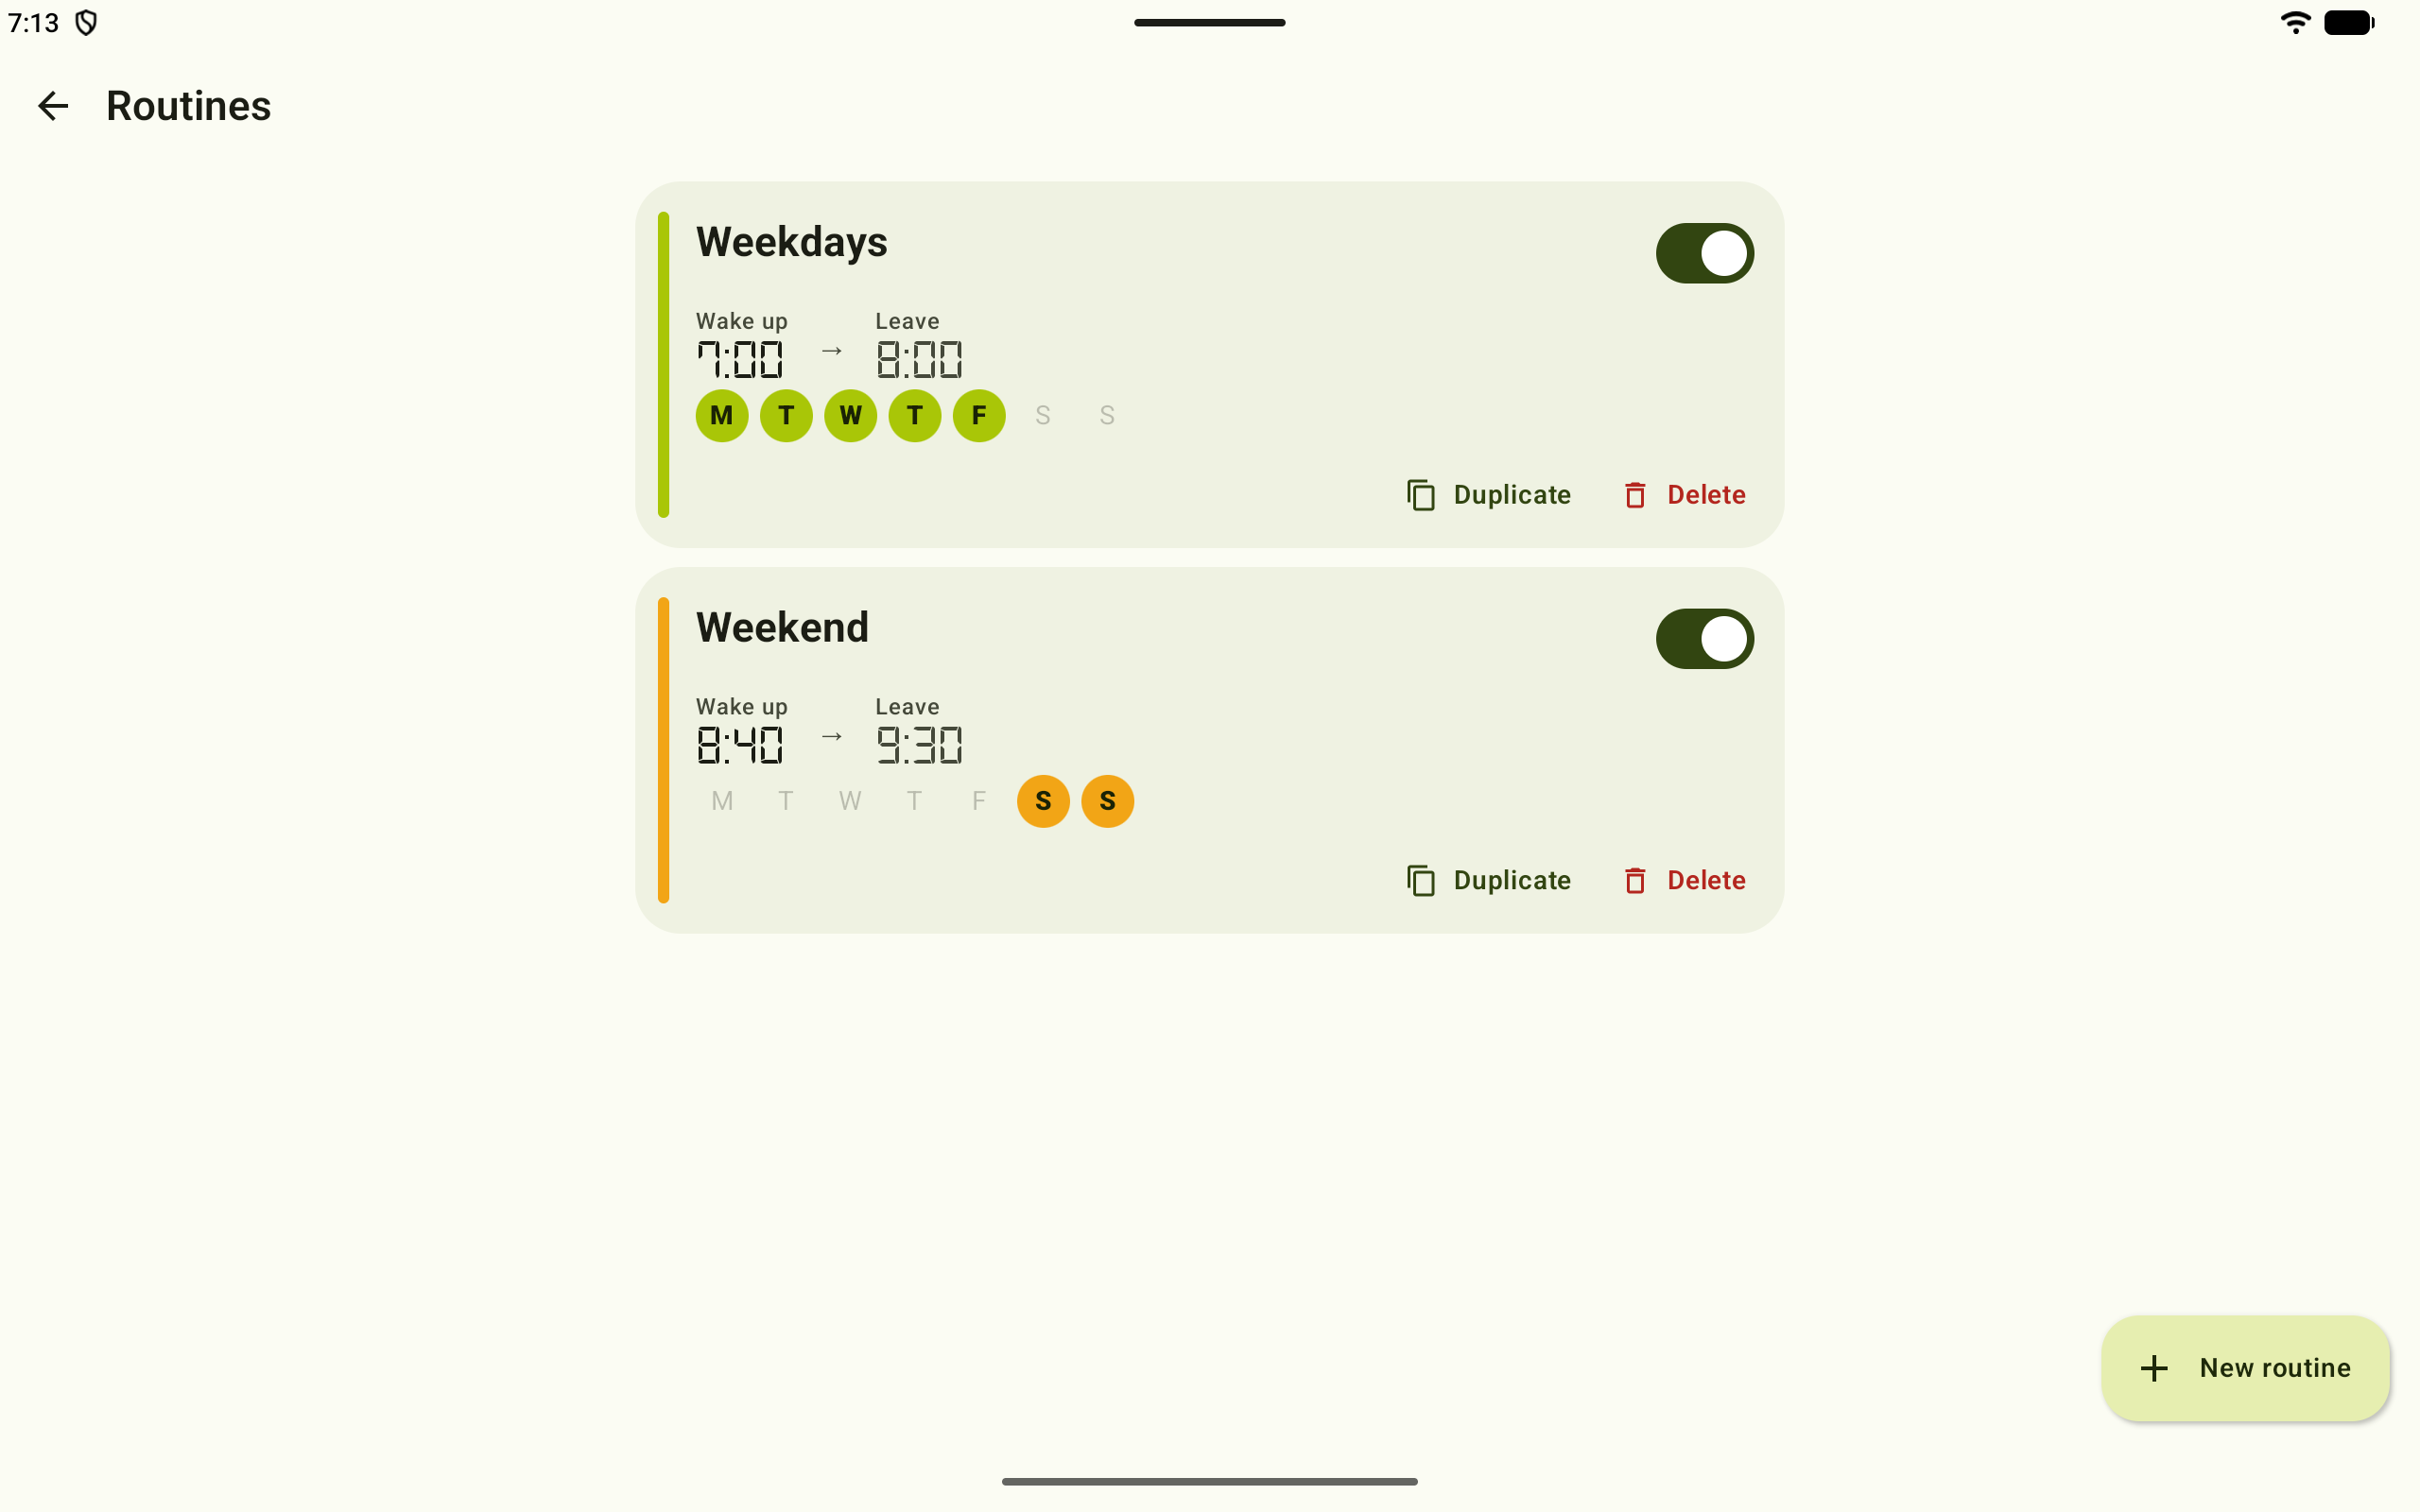 7:13
Routines
Weekdays
Wake up → Leave
7:00 8:00
M T W T F S S
Duplicate Delete
Weekend
Wake up → Leave
8:40 9:30
M T W T F S S
Duplicate Delete
New routine